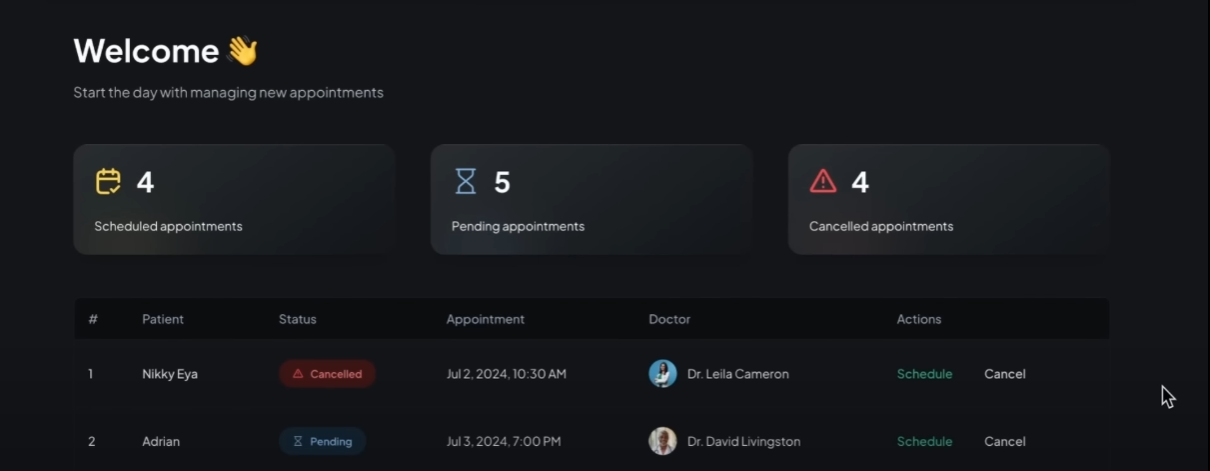 Welcome 👋
Start the day with managing new appointments
4
Scheduled appointments
5
Pending appointments
4
Cancelled appointments
# Patient Status Appointment Doctor Actions
1 Nikky Eya Cancelled Jul 2, 2024, 10:30 AM Dr. Leila Cameron Schedule Cancel
2 Adrian Pending Jul 3, 2024, 7:00 PM Dr. David Livingston Schedule Cancel